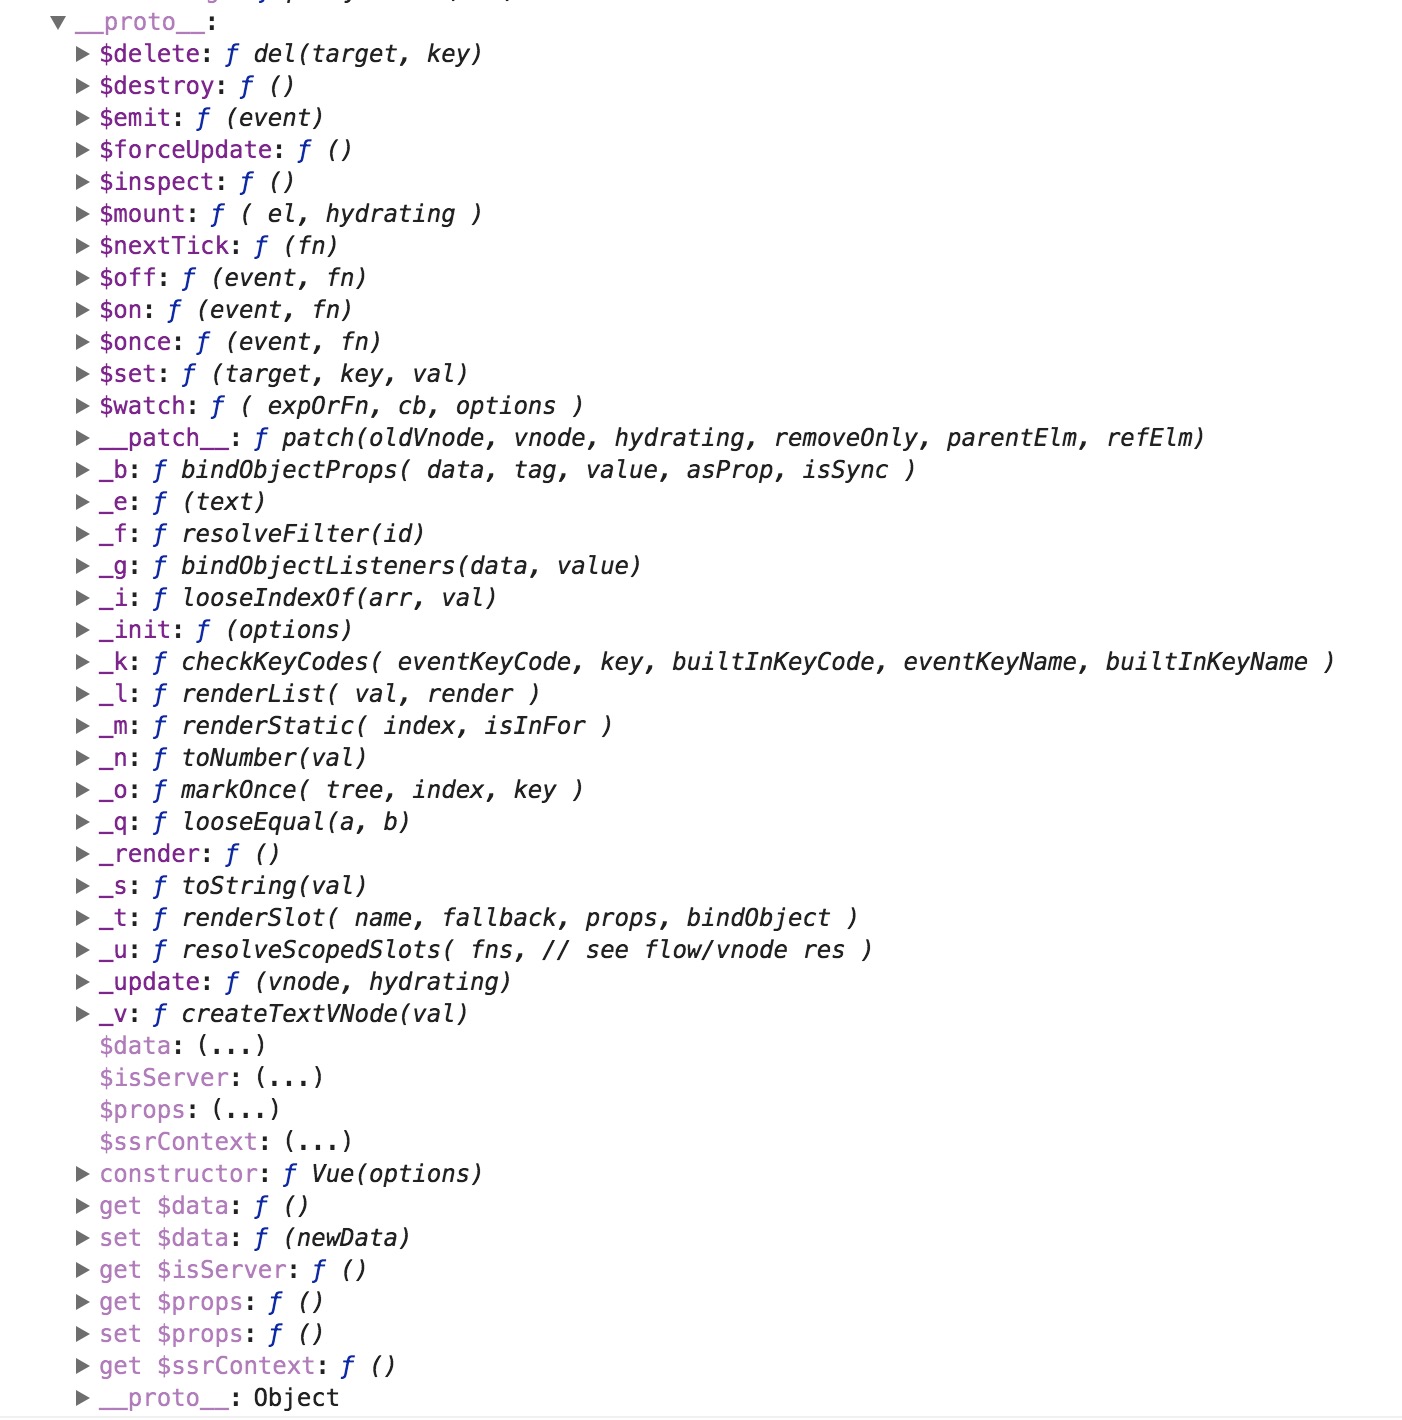 ▼ __proto__:
▶ $delete: ƒ del(target, key)
▶ $destroy: ƒ ()
▶ $emit: ƒ (event)
▶ $forceUpdate: ƒ ()
▶ $inspect: ƒ ()
▶ $mount: ƒ ( el, hydrating )
▶ $nextTick: ƒ (fn)
▶ $off: ƒ (event, fn)
▶ $on: ƒ (event, fn)
▶ $once: ƒ (event, fn)
▶ $set: ƒ (target, key, val)
▶ $watch: ƒ ( expOrFn, cb, options )
▶ __patch__: ƒ patch(oldVnode, vnode, hydrating, removeOnly, parentElm, refElm)
▶ _b: ƒ bindObjectProps( data, tag, value, asProp, isSync )
▶ _e: ƒ (text)
▶ _f: ƒ resolveFilter(id)
▶ _g: ƒ bindObjectListeners(data, value)
▶ _i: ƒ looseIndexOf(arr, val)
▶ _init: ƒ (options)
▶ _k: ƒ checkKeyCodes( eventKeyCode, key, builtInKeyCode, eventKeyName, builtInKeyName )
▶ _l: ƒ renderList( val, render )
▶ _m: ƒ renderStatic( index, isInFor )
▶ _n: ƒ toNumber(val)
▶ _o: ƒ markOnce( tree, index, key )
▶ _q: ƒ looseEqual(a, b)
▶ _render: ƒ ()
▶ _s: ƒ toString(val)
▶ _t: ƒ renderSlot( name, fallback, props, bindObject )
▶ _u: ƒ resolveScopedSlots( fns, // see flow/vnode res )
▶ _update: ƒ (vnode, hydrating)
▶ _v: ƒ createTextVNode(val)
$data: (...)
$isServer: (...)
$props: (...)
$ssrContext: (...)
▶ constructor: ƒ Vue(options)
▶ get $data: ƒ ()
▶ set $data: ƒ (newData)
▶ get $isServer: ƒ ()
▶ get $props: ƒ ()
▶ set $props: ƒ ()
▶ get $ssrContext: ƒ ()
▶ __proto__: Object